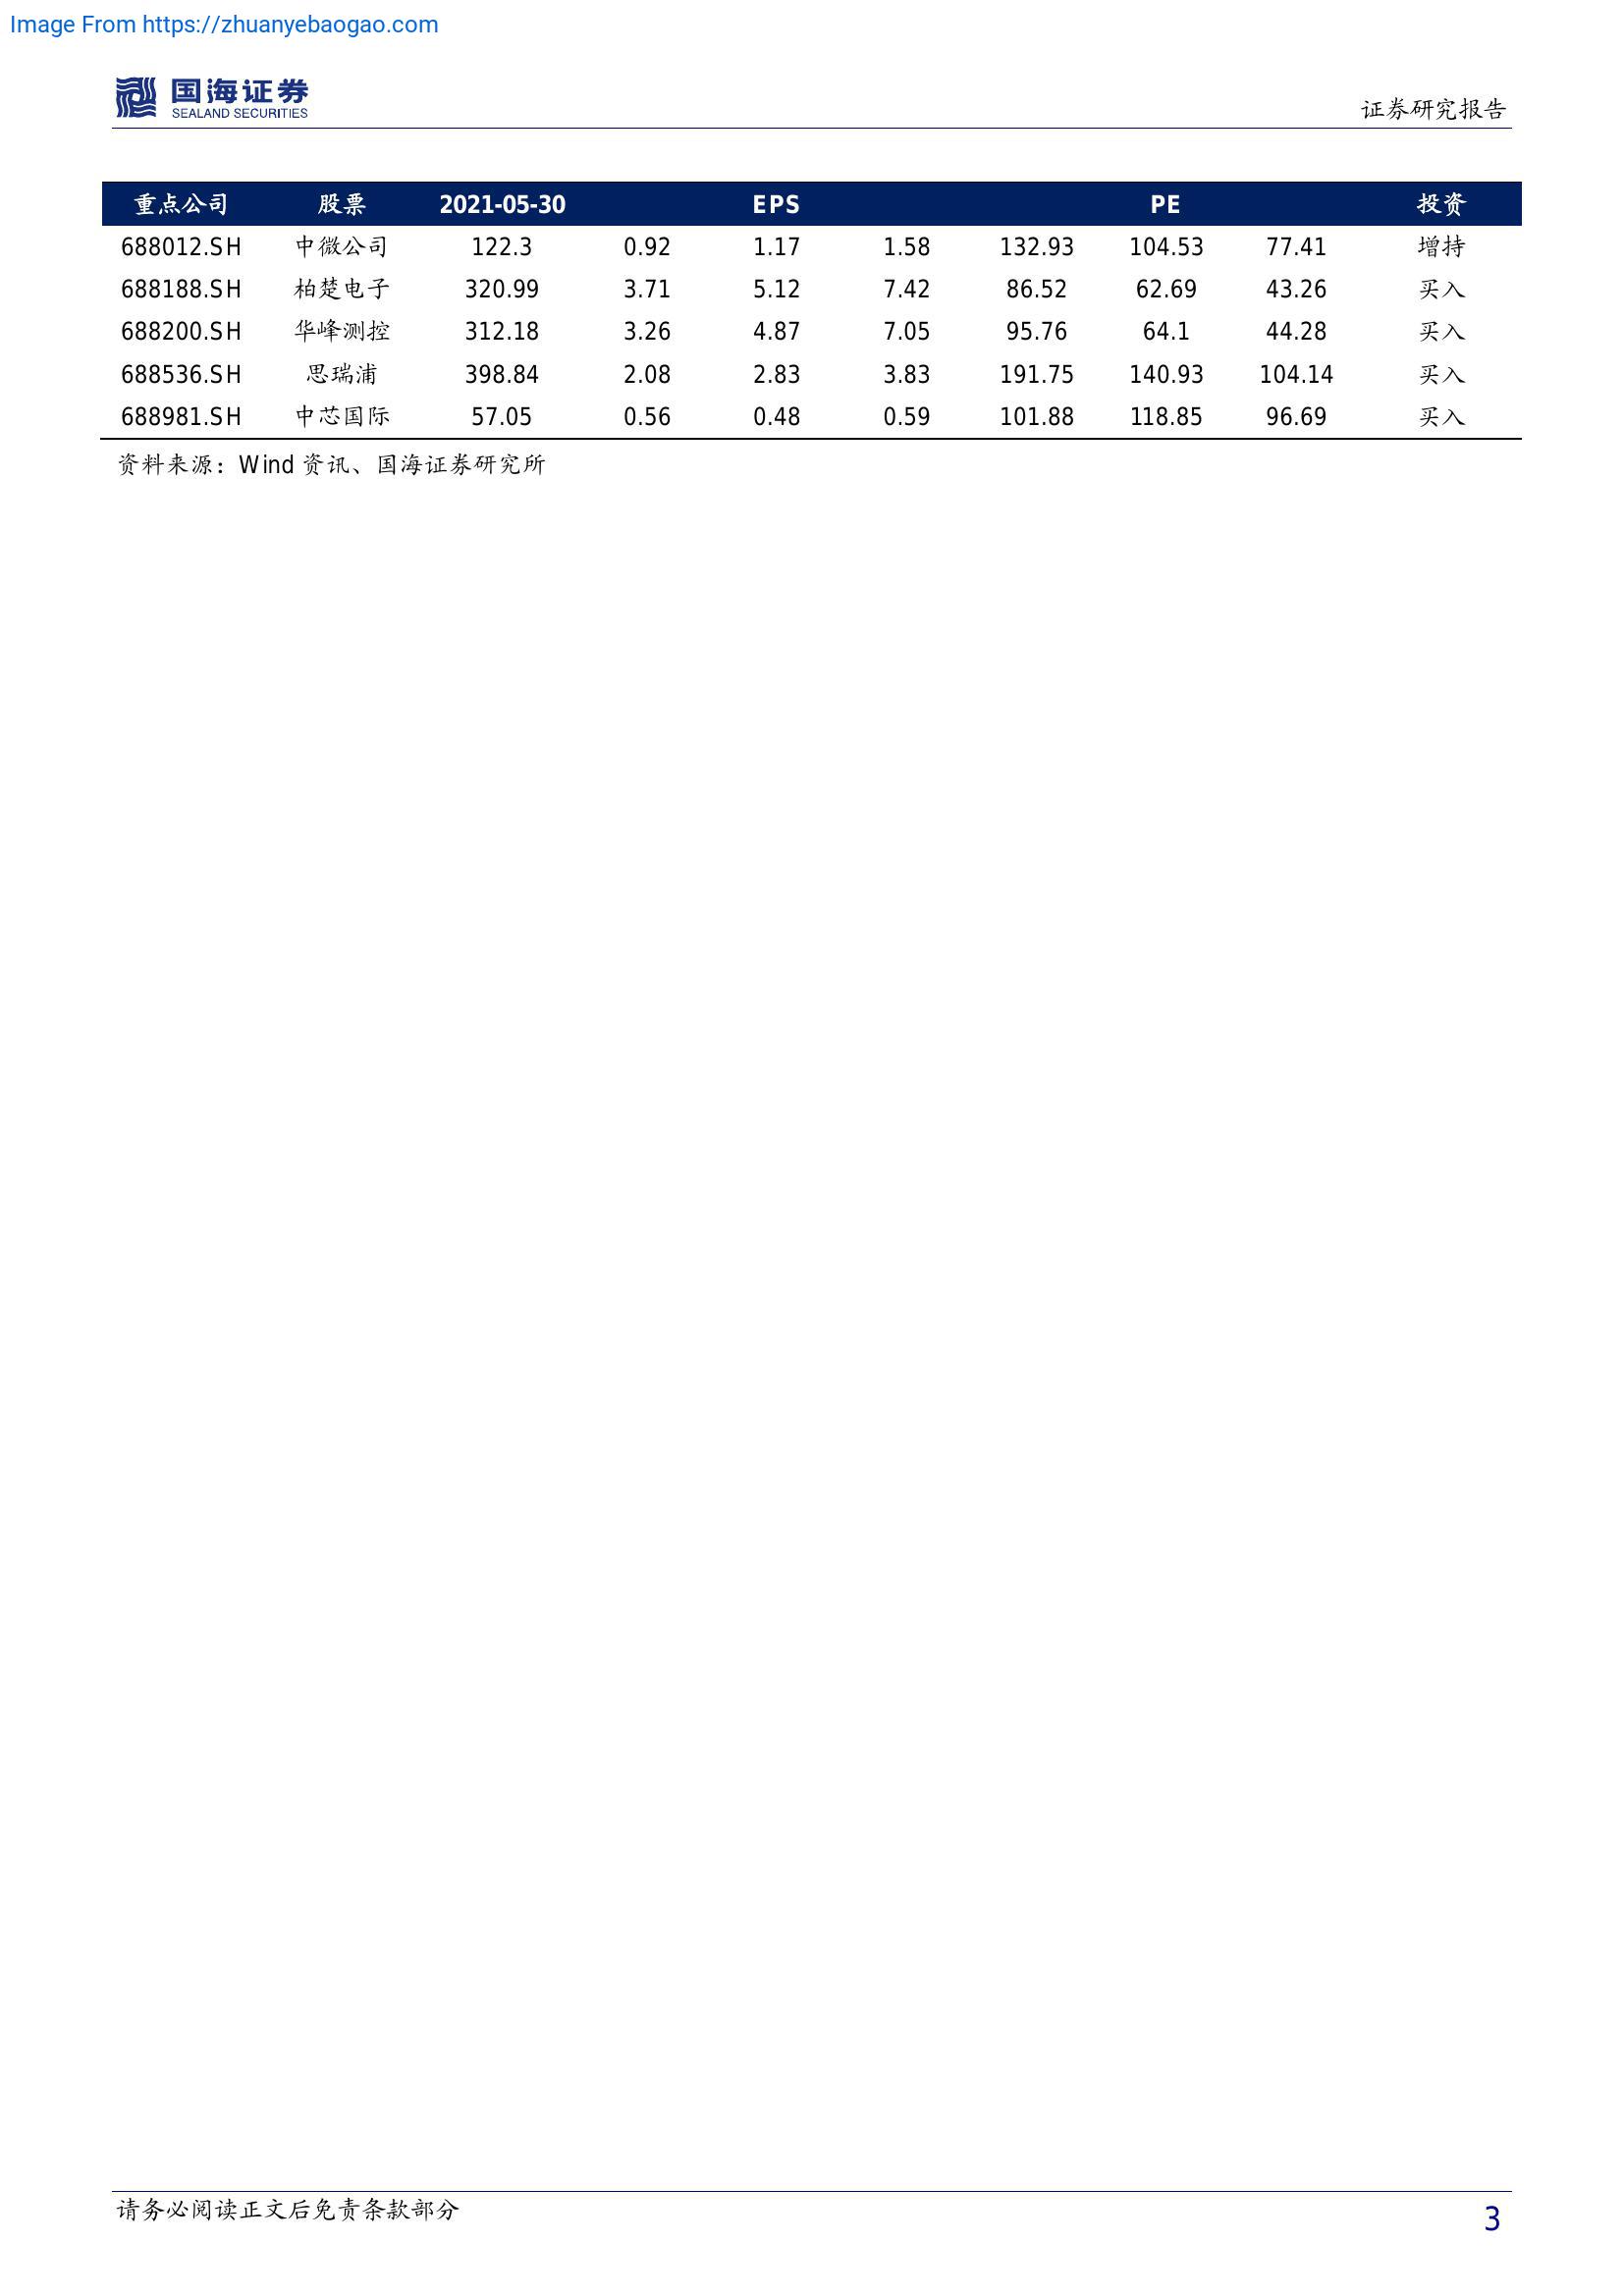 Image From https://zhuanyebaogao.com
国海证券
SEALAND SECURITIES
证券研究报告
重点公司 股票 2021-05-30 EPS PE 投资
688012.SH 中微公司 122.3 0.92 1.17 1.58 132.93 104.53 77.41 增持
688188.SH 柏楚电子 320.99 3.71 5.12 7.42 86.52 62.69 43.26 买入
688200.SH 华峰测控 312.18 3.26 4.87 7.05 95.76 64.1 44.28 买入
688536.SH 思瑞浦 398.84 2.08 2.83 3.83 191.75 140.93 104.14 买入
688981.SH 中芯国际 57.05 0.56 0.48 0.59 101.88 118.85 96.69 买入
资料来源：Wind 资讯、国海证券研究所
请务必阅读正文后免责条款部分
3